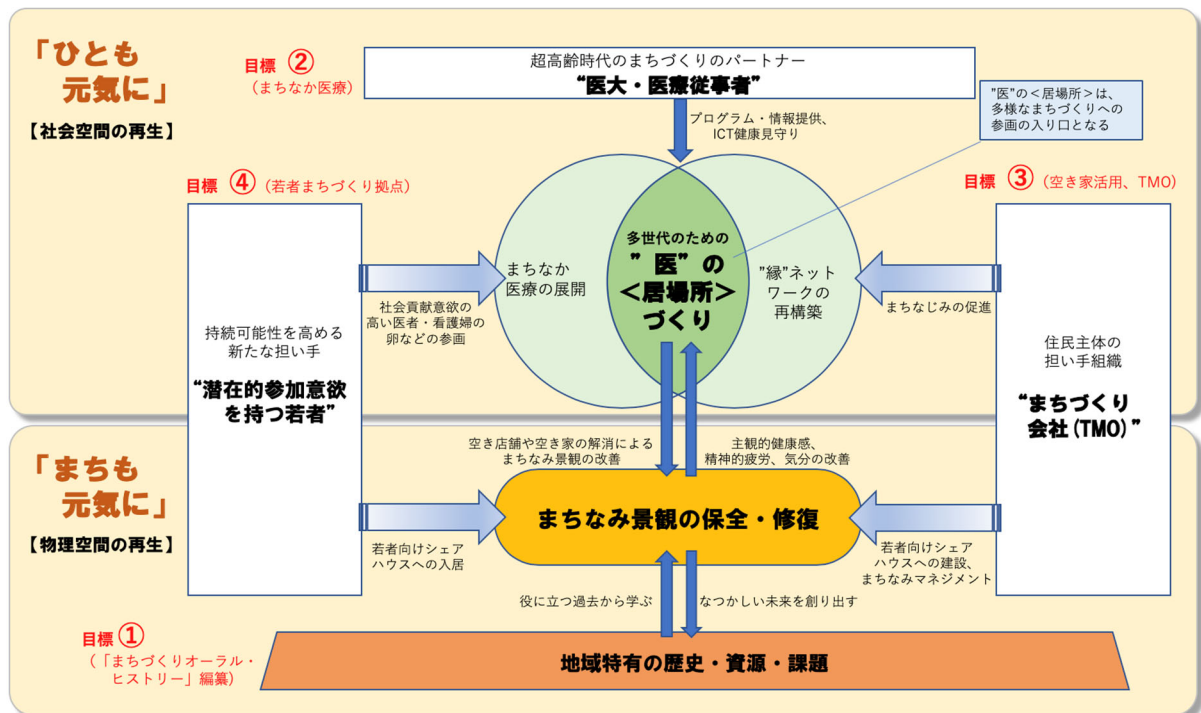 「ひとも
元気に」
【社会空間の再生】
目標 ②
（まちなか医療）
超高齢時代のまちづくりのパートナー
“医大・医療従事者”
プログラム・情報提供、
ICT健康見守り
”医”の＜居場所＞は、
多様なまちづくりへの
参画の入り口となる
目標 ④（若者まちづくり拠点）
目標 ③（空き家活用、TMO）
持続可能性を高める
新たな担い手
“潜在的参加意欲
を持つ若者”
社会貢献意欲の
高い医者・看護婦の
卵などの参画
まちなか
医療の展開
多世代のための
”医”の
＜居場所＞
づくり
”縁”ネット
ワークの
再構築
まちなじみの促進
住民主体の
担い手組織
“まちづくり
会社(TMO)”
空き店舗や空き家の解消による
まちなみ景観の改善
主観的健康感、
精神的疲労、気分の改善
「まちも
元気に」
【物理空間の再生】
まちなみ景観の保全・修復
若者向けシェア
ハウスへの入居
若者向けシェア
ハウスへの建設、
まちなみマネジメント
役に立つ過去から学ぶ
なつかしい未来を創り出す
目標 ①
（「まちづくりオーラル・
ヒストリー」編纂）
地域特有の歴史・資源・課題